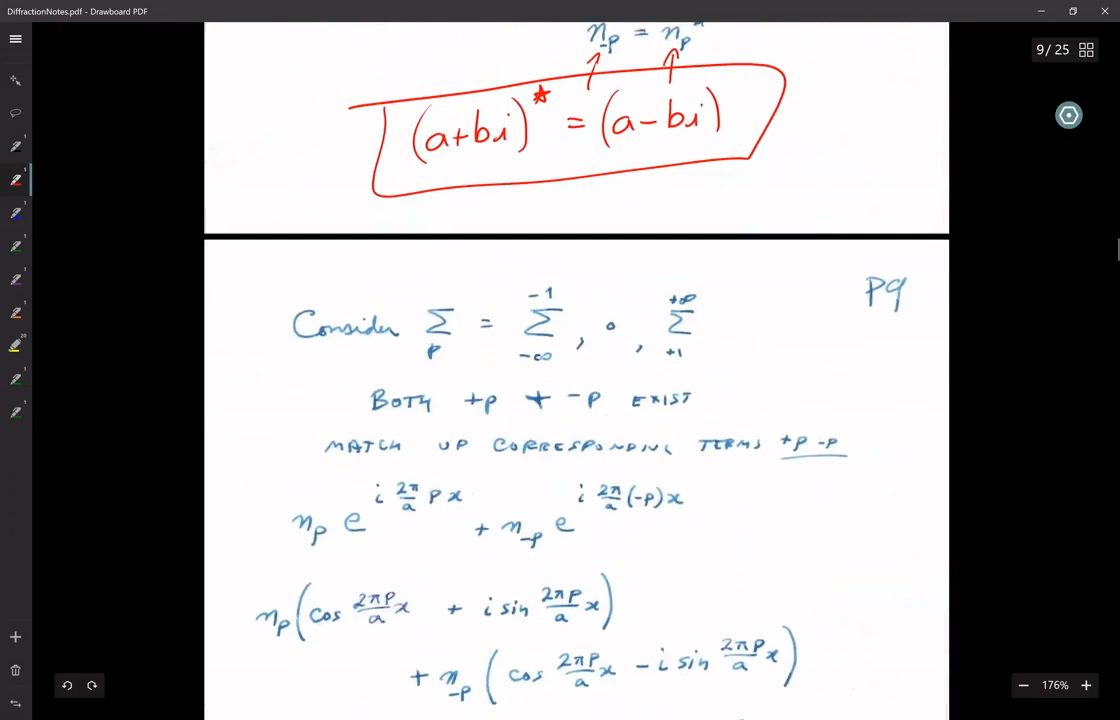 DiffractionNotes.pdf - Drawboard PDF
9 / 25
n_{-p} = n_p^*
(a+bi)^* = (a-bi)
P9
Consider Σ_p = Σ_{-∞}^{-1} , 0 , Σ_{+1}^{+∞}
BOTH +p + -p EXIST
MATCH UP CORRESPONDING TERMS +p -p
n_p e^{i 2π/a p x} + n_{-p} e^{i 2π/a (-p) x}
n_p (cos 2πp/a x + i sin 2πp/a x)
+ n_{-p} (cos 2πp/a x - i sin 2πp/a x)
176%